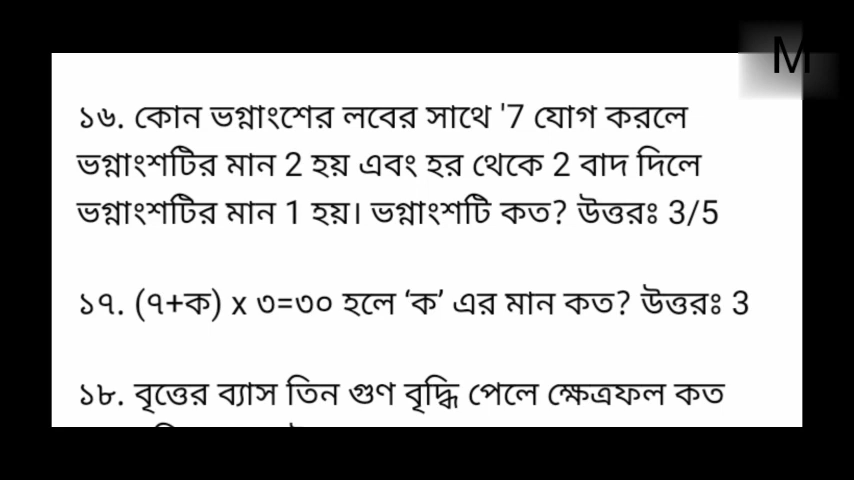 M
১৬. কোন ভগ্নাংশের লবের সাথে '7 যোগ করলে
ভগ্নাংশটির মান 2 হয় এবং হর থেকে 2 বাদ দিলে
ভগ্নাংশটির মান 1 হয়। ভগ্নাংশটি কত? উত্তরঃ 3/5
১৭. (৭+ক) x ৩=৩০ হলে ‘ক’ এর মান কত? উত্তরঃ 3
১৮. বৃত্তের ব্যাস তিন গুণ বৃদ্ধি পেলে ক্ষেত্রফল কত